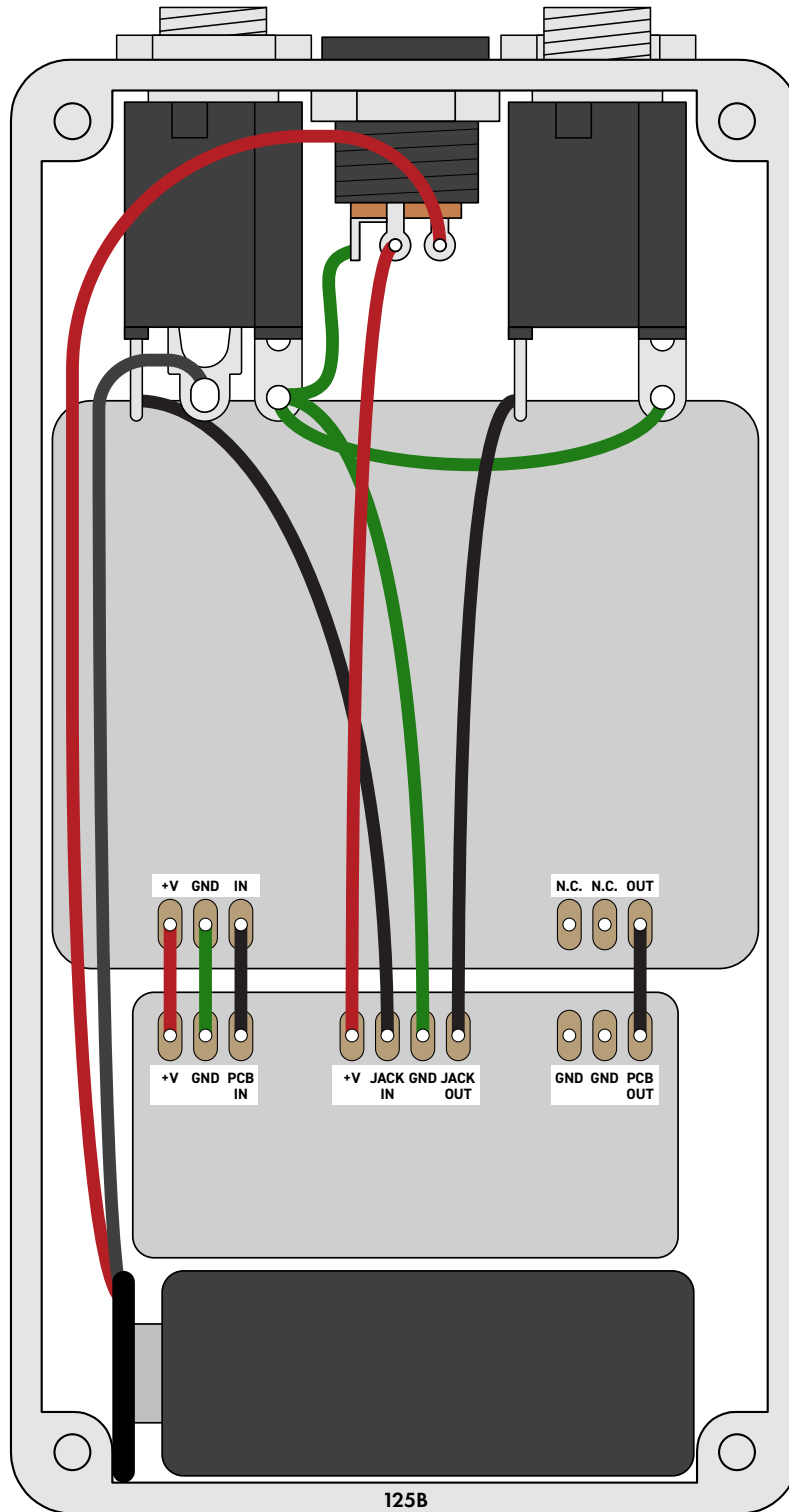 +V GND IN
N.C. N.C. OUT
+V GND PCB IN
+V JACK IN GND JACK OUT
GND GND PCB OUT
125B